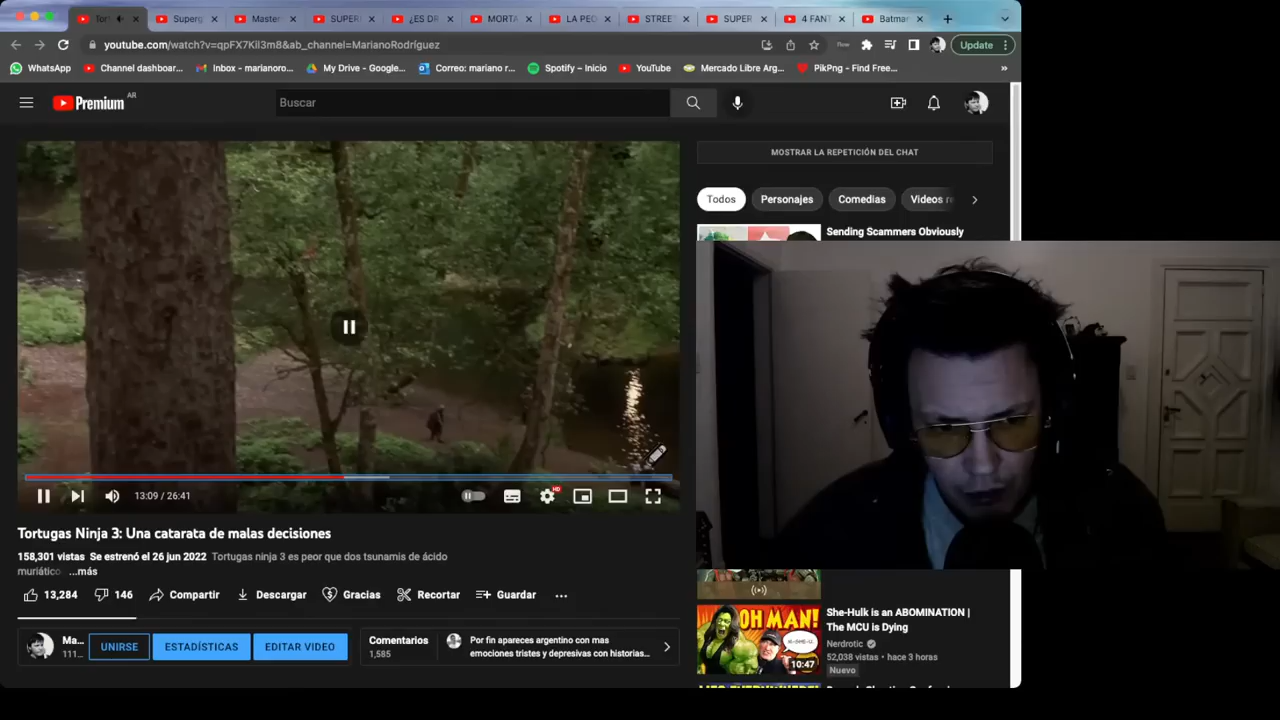 Tor
Superg
Master
SUPER
¿ES DR
MORTA
LA PEO
STREE
SUPER
4 FANT
Batmar
youtube.com/watch?v=qpFX7Kil3m8&ab_channel=MarianoRodríguez
Update
WhatsApp
Channel dashboar...
Inbox - marianoro...
My Drive - Google...
Correo: mariano r...
Spotify – Inicio
YouTube
Mercado Libre Arg...
PikPng - Find Free...
»
Premium AR
Buscar
MOSTRAR LA REPETICIÓN DEL CHAT
Todos
Personajes
Comedias
Videos re
Sending Scammers Obviously
HD
13:09 / 26:41
Tortugas Ninja 3: Una catarata de malas decisiones
158,301 vistas Se estrenó el 26 jun 2022 Tortugas ninja 3 es peor que dos tsunamis de ácido
muriático ...más
13,284
146
Compartir
Descargar
Gracias
Recortar
Guardar
Ma...
111...
UNIRSE
ESTADÍSTICAS
EDITAR VIDEO
Comentarios
1,585
Por fin apareces argentino con mas
emociones tristes y depresivas con historias...
OH MAN!
10:47
She-Hulk is an ABOMINATION |
The MCU is Dying
Nerdrotic
52,038 vistas • hace 3 horas
Nuevo